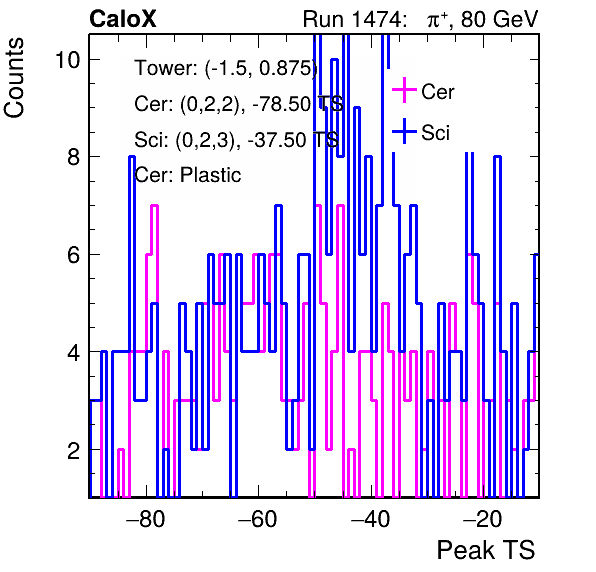 CaloX Run 1474: π⁺, 80 GeV
Counts
10
8
6
4
2
Tower: (-1.5, 0.875)
Cer: (0,2,2), -78.50 TS
Sci: (0,2,3), -37.50 TS
Cer: Plastic
Cer
Sci
−80 −60 −40 −20
Peak TS